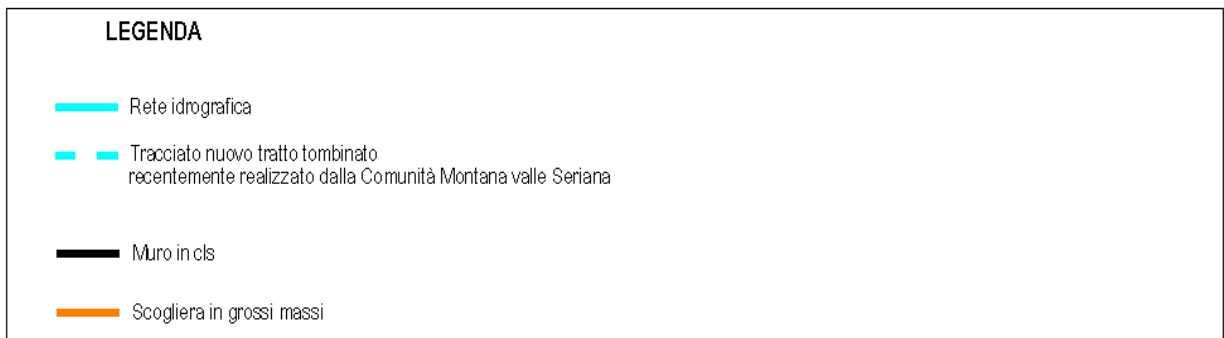 LEGENDA
Rete idrografica
Tracciato nuovo tratto tombinato
recentemente realizzato dalla Comunità Montana valle Seriana
Muro in cls
Scogliera in grossi massi